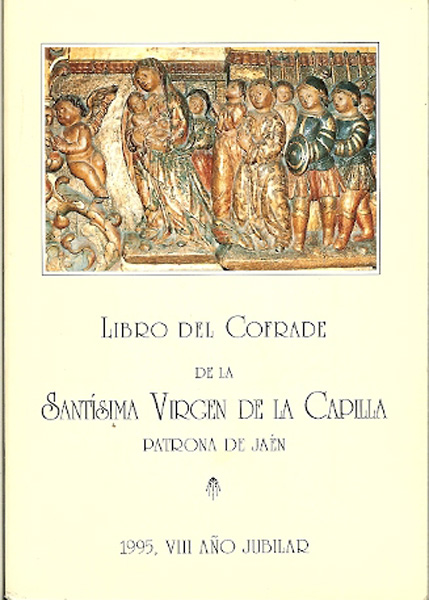 LIBRO DEL COFRADE
DE LA
SANTÍSIMA VIRGEN DE LA CAPILLA
PATRONA DE JAÉN
1995, VIII AÑO JUBILAR